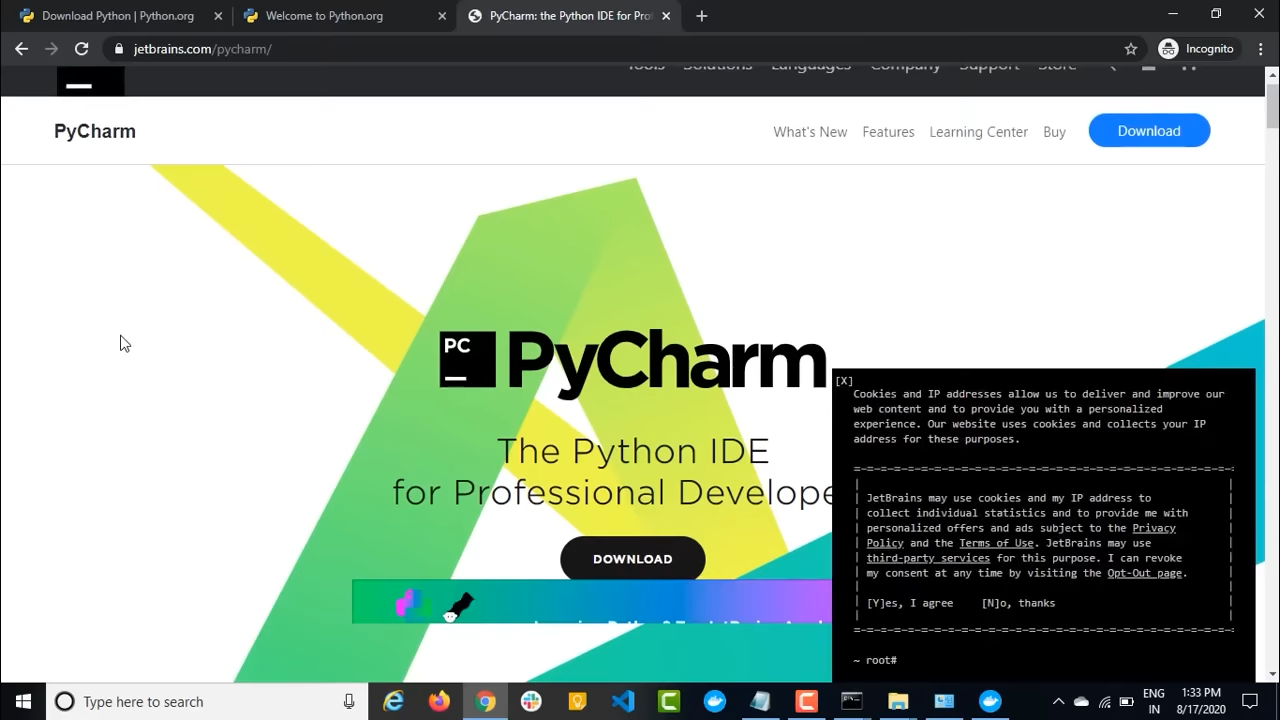 Download Python | Python.org
Welcome to Python.org
PyCharm: the Python IDE for Prof
jetbrains.com/pycharm/
Incognito
Tools Solutions Languages Company Support Store
PyCharm
What's New
Features
Learning Center
Buy
Download
PC
PyCharm
The Python IDE
for Professional Develope
DOWNLOAD
[X]
Cookies and IP addresses allow us to deliver and improve our
web content and to provide you with a personalized
experience. Our website uses cookies and collects your IP
address for these purposes.
JetBrains may use cookies and my IP address to
collect individual statistics and to provide me with
personalized offers and ads subject to the Privacy
Policy and the Terms of Use. JetBrains may use
third-party services for this purpose. I can revoke
my consent at any time by visiting the Opt-Out page.
[Y]es, I agree [N]o, thanks
~ root#
Type here to search
ENG
IN
1:33 PM
8/17/2020